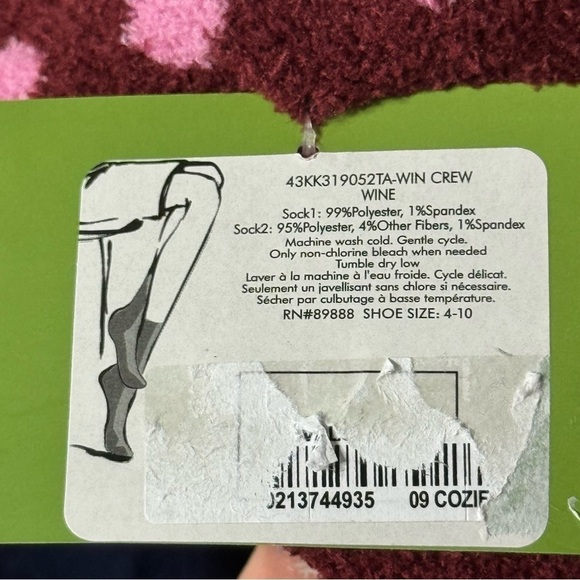 43KK319052TA-WIN CREW
WINE
Sock1: 99%Polyester, 1%Spandex
Sock2: 95%Polyester, 4%Other Fibers, 1%Spandex
Machine wash cold. Gentle cycle.
Only non-chlorine bleach when needed
Tumble dry low
Laver à la machine à l'eau froide. Cycle délicat.
Seulement un javellisant sans chlore si nécessaire.
Sécher par culbutage à basse température.
RN#89888 SHOE SIZE: 4-10
0213744935 09 COZIE